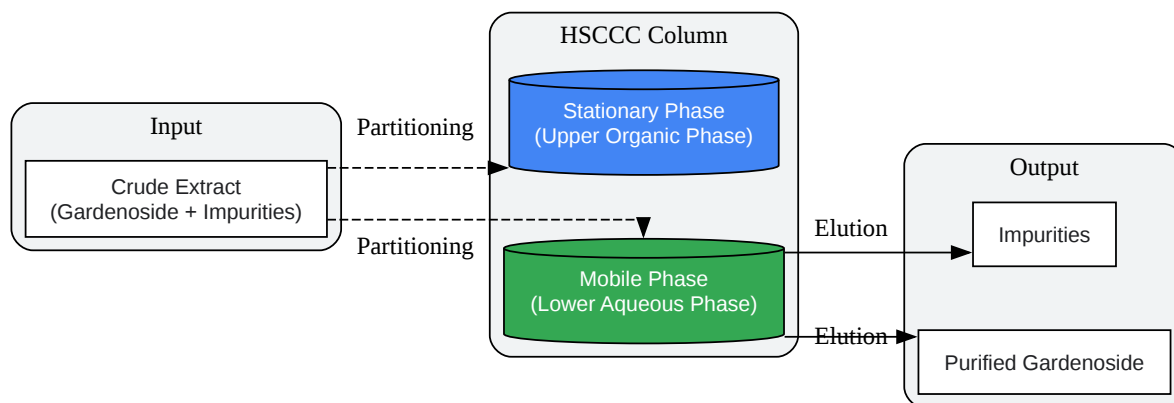 HSCCC Column
Stationary Phase
(Upper Organic Phase)
Input
Partitioning
Crude Extract
(Gardenoside + Impurities)
Partitioning
Mobile Phase
(Lower Aqueous Phase)
Elution
Elution
Output
Impurities
Purified Gardenoside